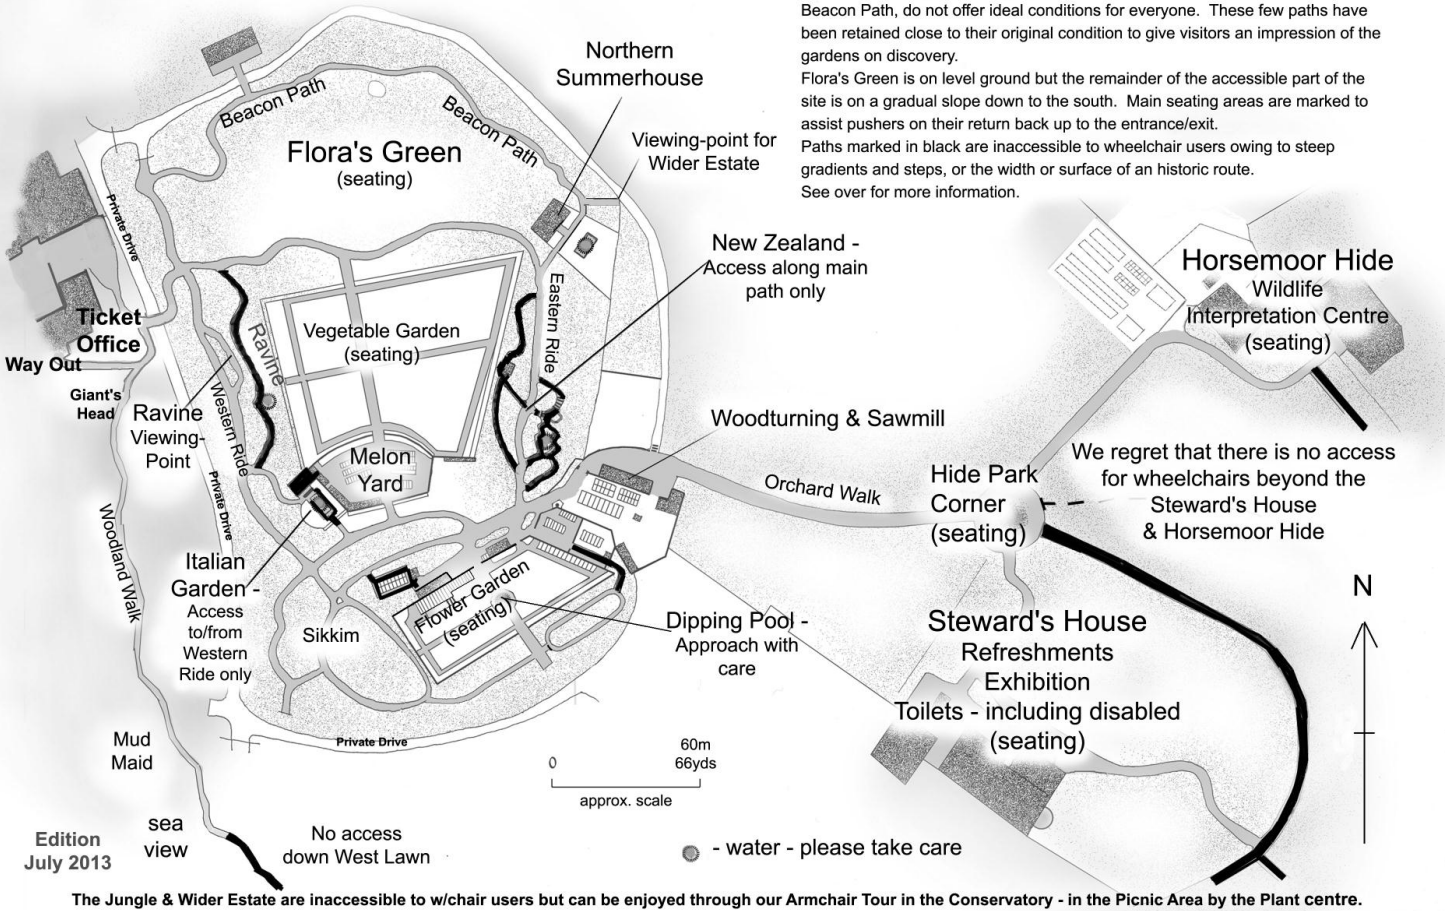 Beacon Path, do not offer ideal conditions for everyone. These few paths have
been retained close to their original condition to give visitors an impression of the
gardens on discovery.
Flora's Green is on level ground but the remainder of the accessible part of the
site is on a gradual slope down to the south. Main seating areas are marked to
assist pushers on their return back up to the entrance/exit.
Paths marked in black are inaccessible to wheelchair users owing to steep
gradients and steps, or the width or surface of an historic route.
See over for more information.
Northern
Summerhouse
Beacon Path
Beacon Path
Viewing-point for
Wider Estate
Flora's Green
(seating)
Private Drive
New Zealand -
Access along main
path only
Horsemoor Hide
Wildlife
Interpretation Centre
(seating)
Eastern Ride
Ticket
Office
Vegetable Garden
(seating)
Ravine
Way Out
Giant's
Head
Ravine
Viewing-
Point
Western Ride
Woodturning & Sawmill
Melon
Yard
Orchard Walk
Hide Park
Corner
(seating)
We regret that there is no access
for wheelchairs beyond the
Steward's House
& Horsemoor Hide
Private Drive
Woodland Walk
Italian
Garden -
Access
to/from
Western
Ride only
Flower Garden
(seating)
Sikkim
Dipping Pool -
Approach with
care
N
Steward's House
Refreshments
Exhibition
Toilets - including disabled
(seating)
Mud
Maid
Private Drive
60m
0 66yds
approx. scale
sea
view
No access
down West Lawn
Edition
July 2013
- water - please take care
The Jungle & Wider Estate are inaccessible to w/chair users but can be enjoyed through our Armchair Tour in the Conservatory - in the Picnic Area by the Plant centre.